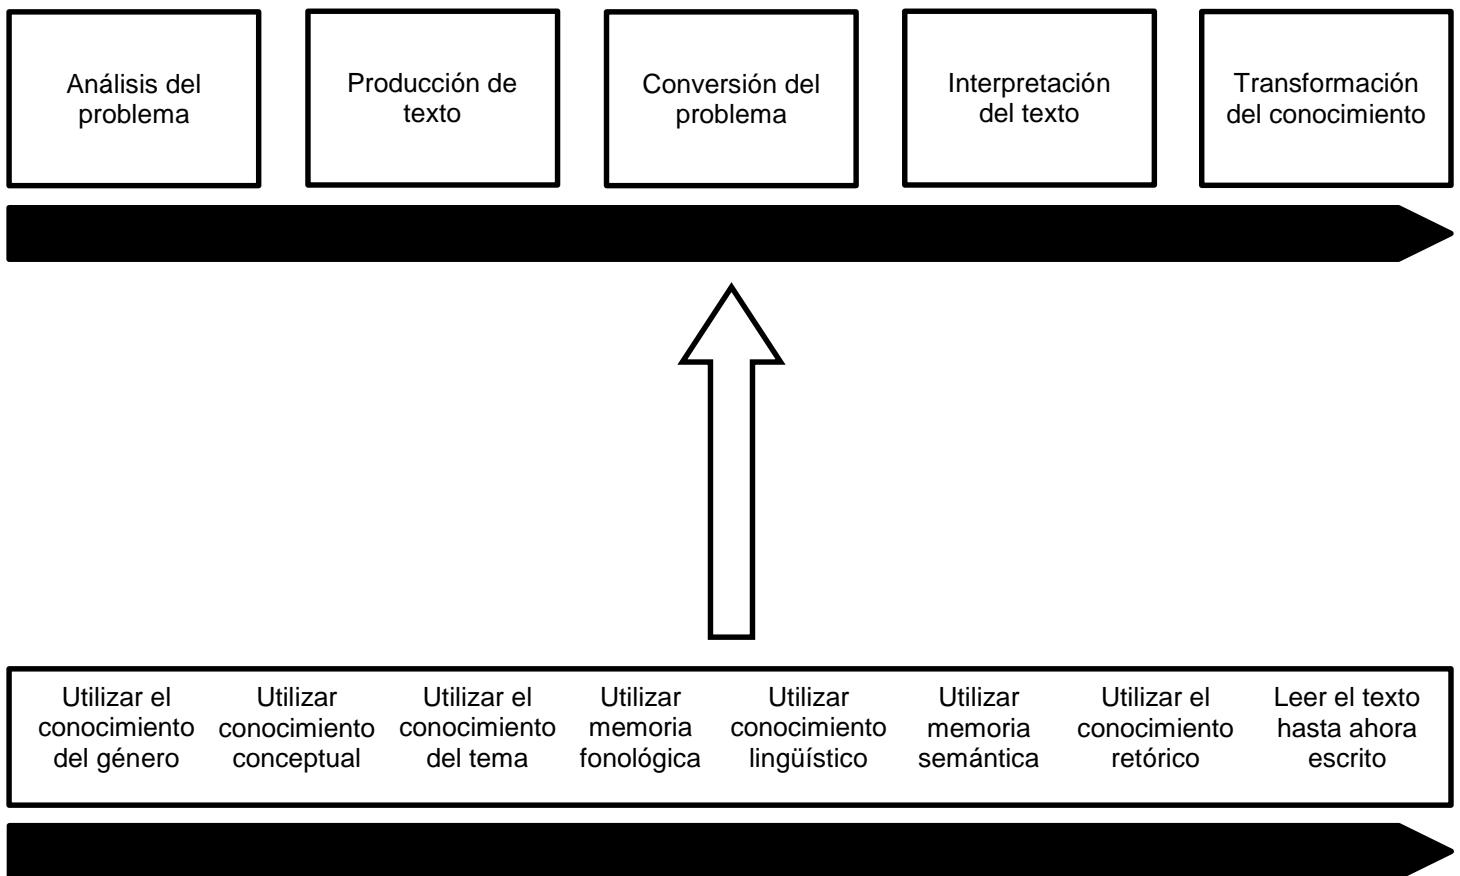 Análisis del
problema
Producción de
texto
Conversión del
problema
Interpretación
del texto
Transformación
del conocimiento
Utilizar el
conocimiento
del género
Utilizar
conocimiento
conceptual
Utilizar el
conocimiento
del tema
Utilizar
memoria
fonológica
Utilizar
conocimiento
lingüístico
Utilizar
memoria
semántica
Utilizar el
conocimiento
retórico
Leer el texto
hasta ahora
escrito